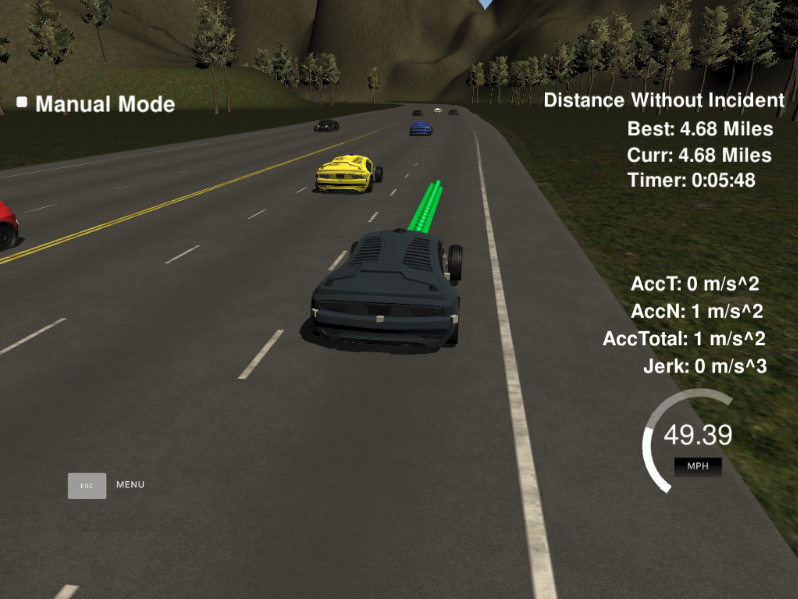 Manual Mode
Distance Without Incident
Best: 4.68 Miles
Curr: 4.68 Miles
Timer: 0:05:48
AccT: 0 m/s^2
AccN: 1 m/s^2
AccTotal: 1 m/s^2
Jerk: 0 m/s^3
49.39
MPH
ESC MENU